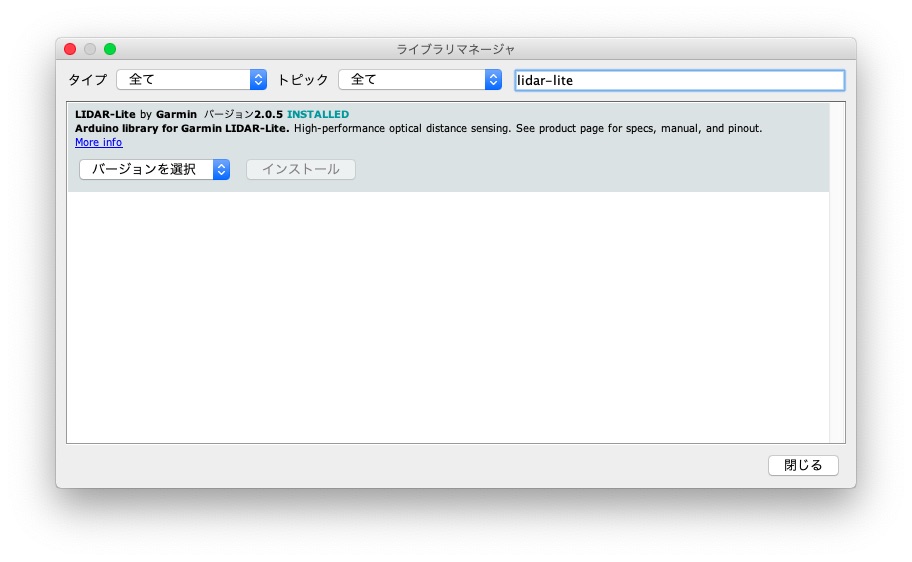 ライブラリマネージャ
タイプ 全て トピック 全て lidar-lite
LIDAR-Lite by Garmin バージョン2.0.5 INSTALLED
Arduino library for Garmin LIDAR-Lite. High-performance optical distance sensing. See product page for specs, manual, and pinout.
More info
バージョンを選択 インストール
閉じる